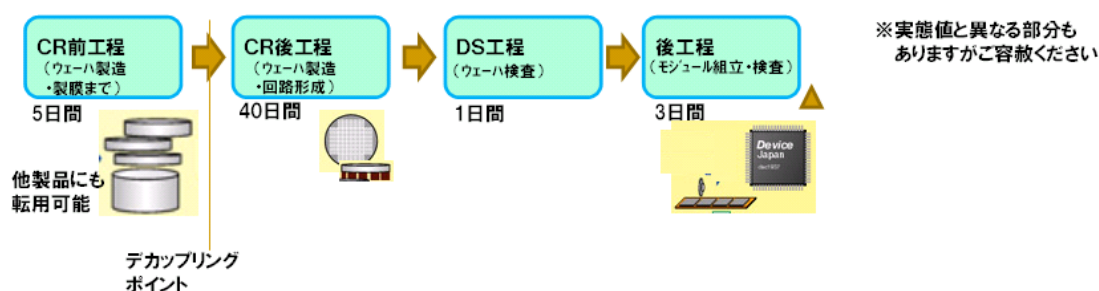 CR前工程
（ウェーハ製造
・製膜まで）
5日間
他製品にも
転用可能
デカップリング
ポイント
CR後工程
（ウェーハ製造
・回路形成）
40日間
DS工程
（ウェーハ検査）
1日間
後工程
（モジュール組立・検査）
3日間
Device
Japan
※実態値と異なる部分も
ありますがご容赦ください